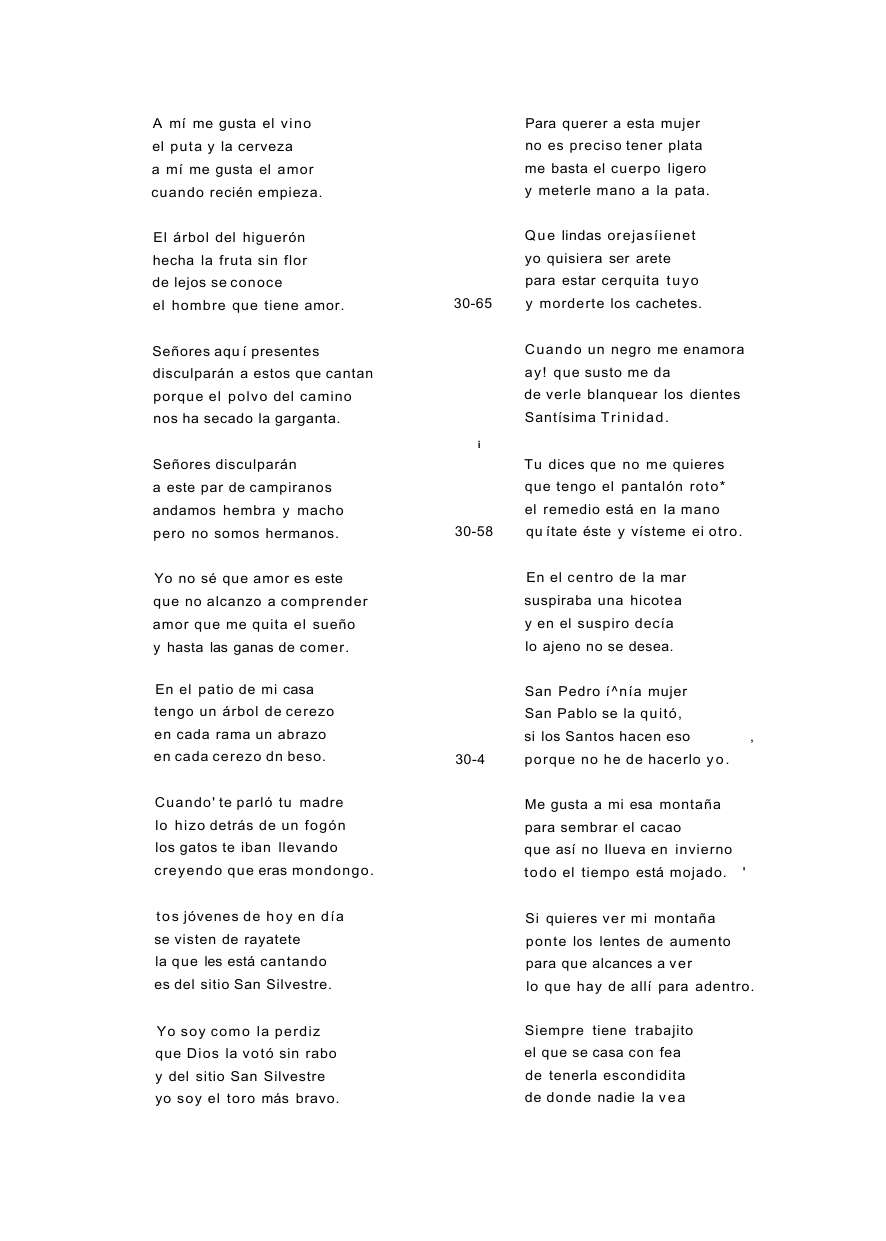 A mí me gusta el vino
el puta y la cerveza
a mí me gusta el amor
cuando recién empieza.
El árbol del higuerón
hecha la fruta sin flor
de lejos se conoce
el hombre que tiene amor.
Señores aquí presentes
disculparán a estos que cantan
porque el polvo del camino
nos ha secado la garganta.
Señores disculparán
a este par de campiranos
andamos hembra y macho
pero no somos hermanos.
Yo no sé que amor es este
que no alcanzo a comprender
amor que me quita el sueño
y hasta las ganas de comer.
En el patio de mi casa
tengo un árbol de cerezo
en cada rama un abrazo
en cada cerezo dn beso.
Cuando' te parló tu madre
lo hizo detrás de un fogón
los gatos te iban llevando
creyendo que eras mondongo.
tos jóvenes de hoy en día
se visten de rayatete
la que les está cantando
es del sitio San Silvestre.
Yo soy como la perdiz
que Dios la votó sin rabo
y del sitio San Silvestre
yo soy el toro más bravo.
Para querer a esta mujer
no es preciso tener plata
me basta el cuerpo ligero
y meterle mano a la pata.
Que lindas orejasíienet
yo quisiera ser arete
para estar cerquita tuyo
30-65 y morderte los cachetes.
Cuando un negro me enamora
ay! que susto me da
de verle blanquear los dientes
Santísima Trinidad.
i
Tu dices que no me quieres
que tengo el pantalón roto*
el remedio está en la mano
30-58 quítate éste y vísteme ei otro.
En el centro de la mar
suspiraba una hicotea
y en el suspiro decía
lo ajeno no se desea.
San Pedro í^nía mujer
San Pablo se la quitó,
si los Santos hacen eso ,
30-4 porque no he de hacerlo yo.
Me gusta a mi esa montaña
para sembrar el cacao
que así no llueva en invierno
todo el tiempo está mojado. '
Si quieres ver mi montaña
ponte los lentes de aumento
para que alcances a ver
lo que hay de allí para adentro.
Siempre tiene trabajito
el que se casa con fea
de tenerla escondidita
de donde nadie la vea